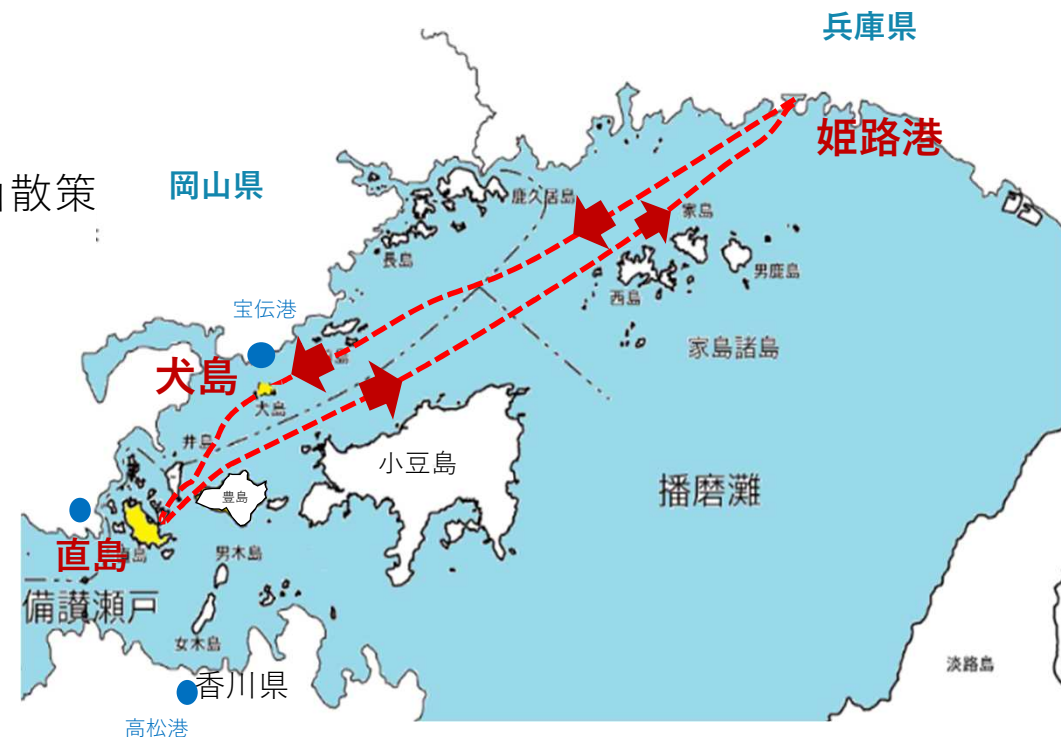 兵庫県
姫路港
散策
岡山県
鹿久居島
家島
長島
男鹿島
西島
宝伝港
家島諸島
犬島
犬島
井島
小豆島
播磨灘
豊島
直島
男木島
備讃瀬戸
女木島
淡路島
香川県
高松港